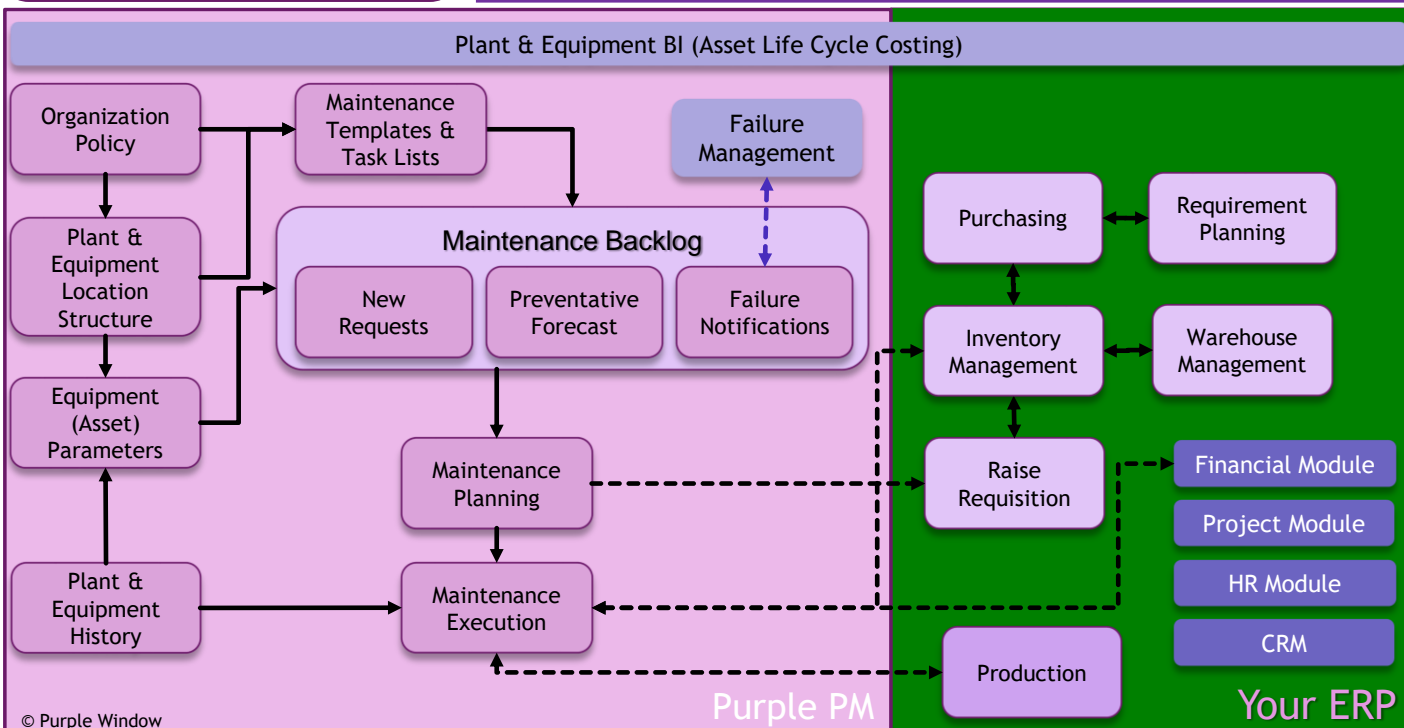 Plant & Equipment BI (Asset Life Cycle Costing)
Organization
Policy
Maintenance
Templates &
Task Lists
Failure
Management
Plant &
Equipment
Location
Structure
Maintenance Backlog
New
Requests
Preventative
Forecast
Failure
Notifications
Equipment
(Asset)
Parameters
Maintenance
Planning
Plant &
Equipment
History
Maintenance
Execution
Purchasing
Requirement
Planning
Inventory
Management
Warehouse
Management
Raise
Requisition
Financial Module
Project Module
HR Module
CRM
Production
© Purple Window
Purple PM
Your ERP